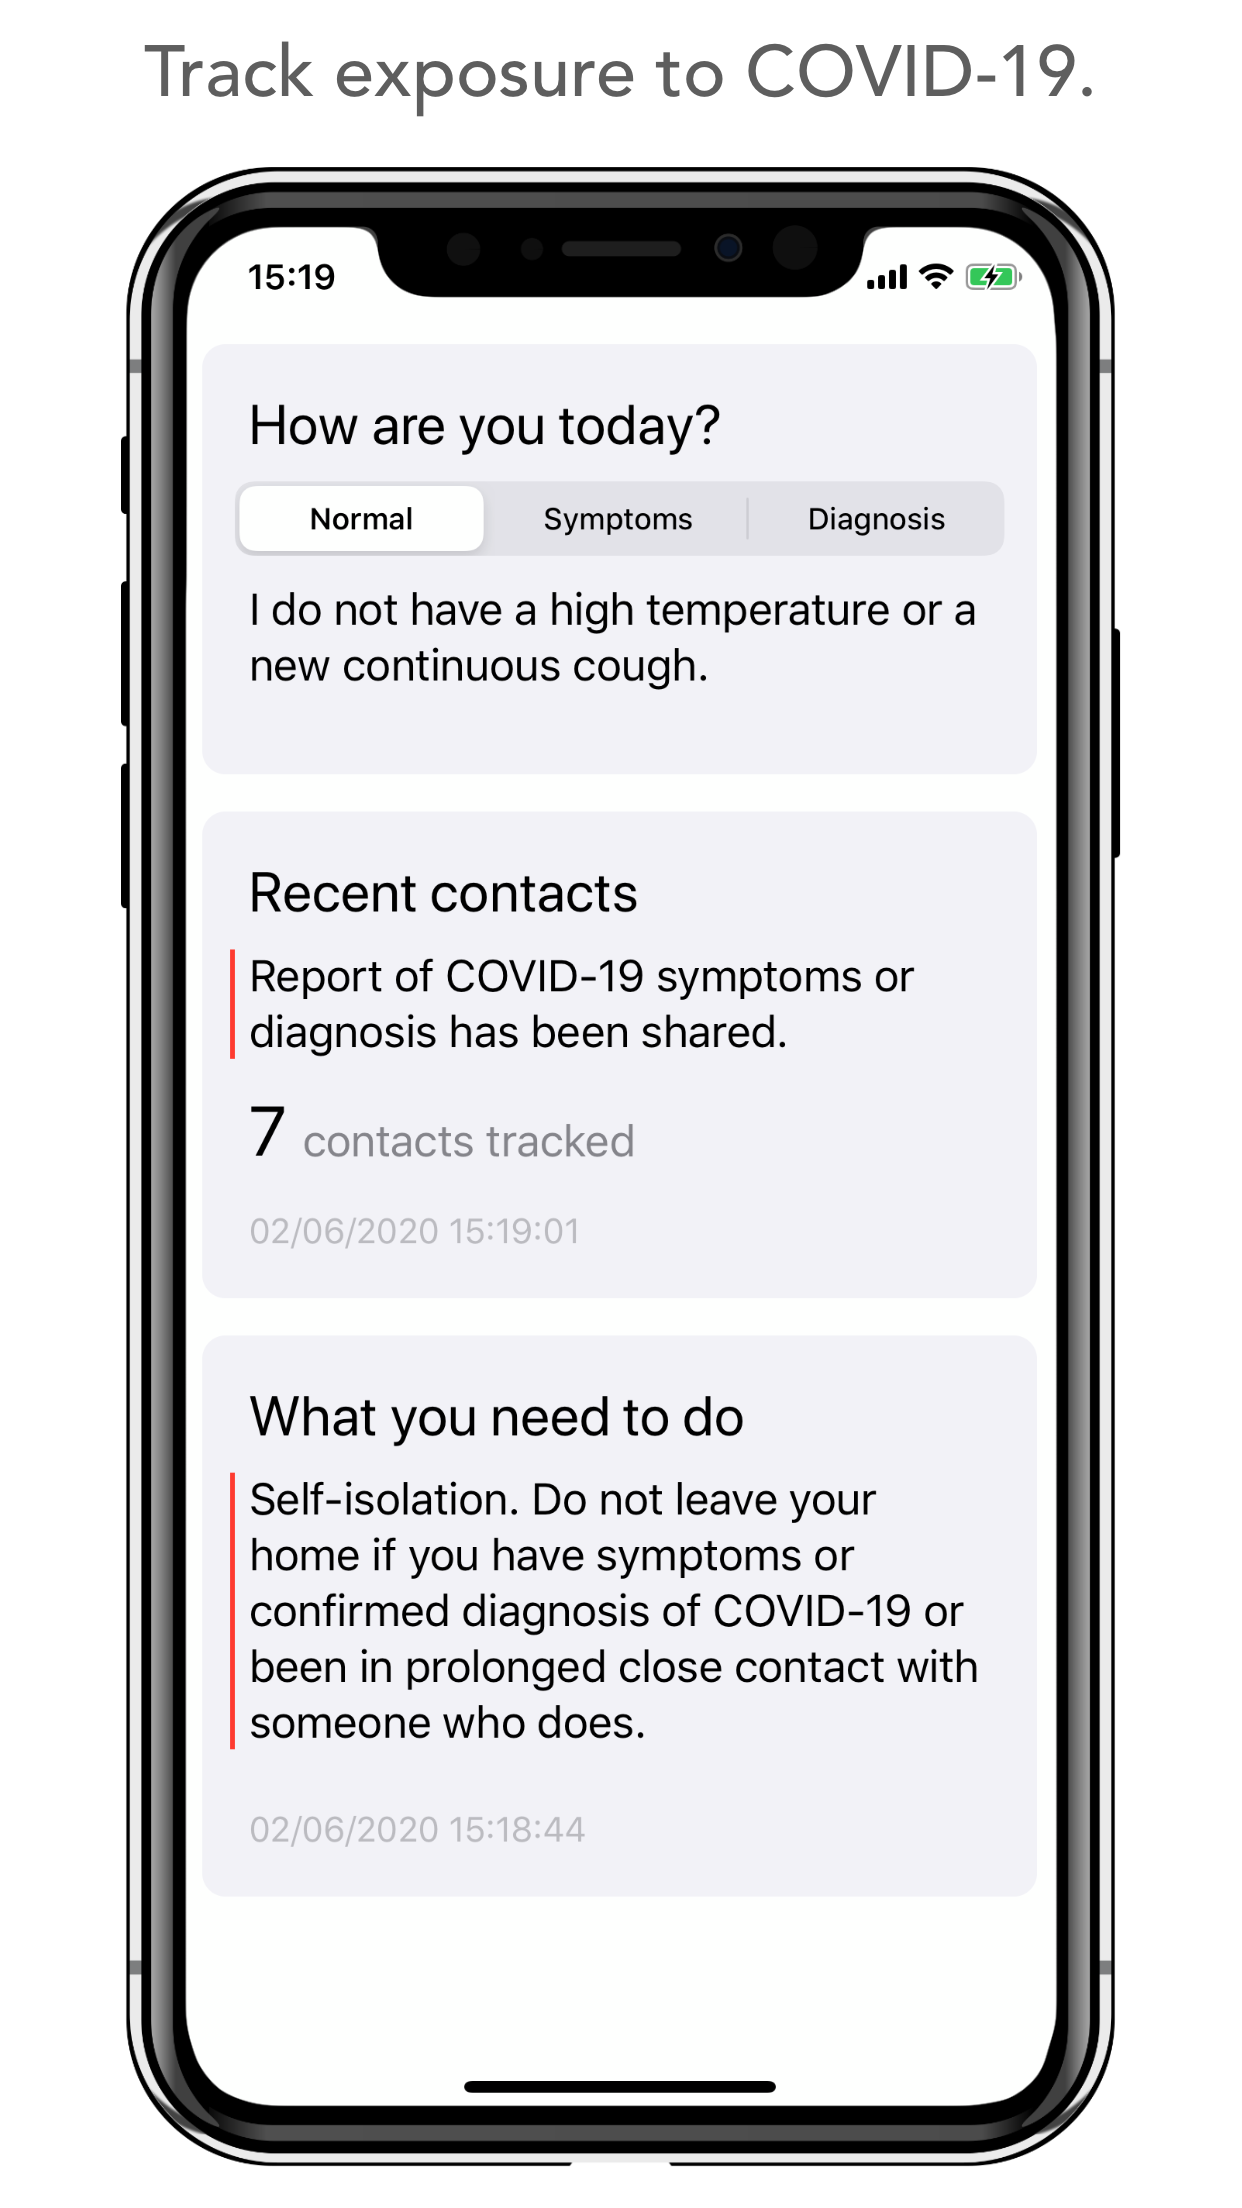 Track exposure to COVID-19.
15:19
How are you today?
Normal Symptoms Diagnosis
I do not have a high temperature or a
new continuous cough.
Recent contacts
Report of COVID-19 symptoms or
diagnosis has been shared.
7 contacts tracked
02/06/2020 15:19:01
What you need to do
Self-isolation. Do not leave your
home if you have symptoms or
confirmed diagnosis of COVID-19 or
been in prolonged close contact with
someone who does.
02/06/2020 15:18:44